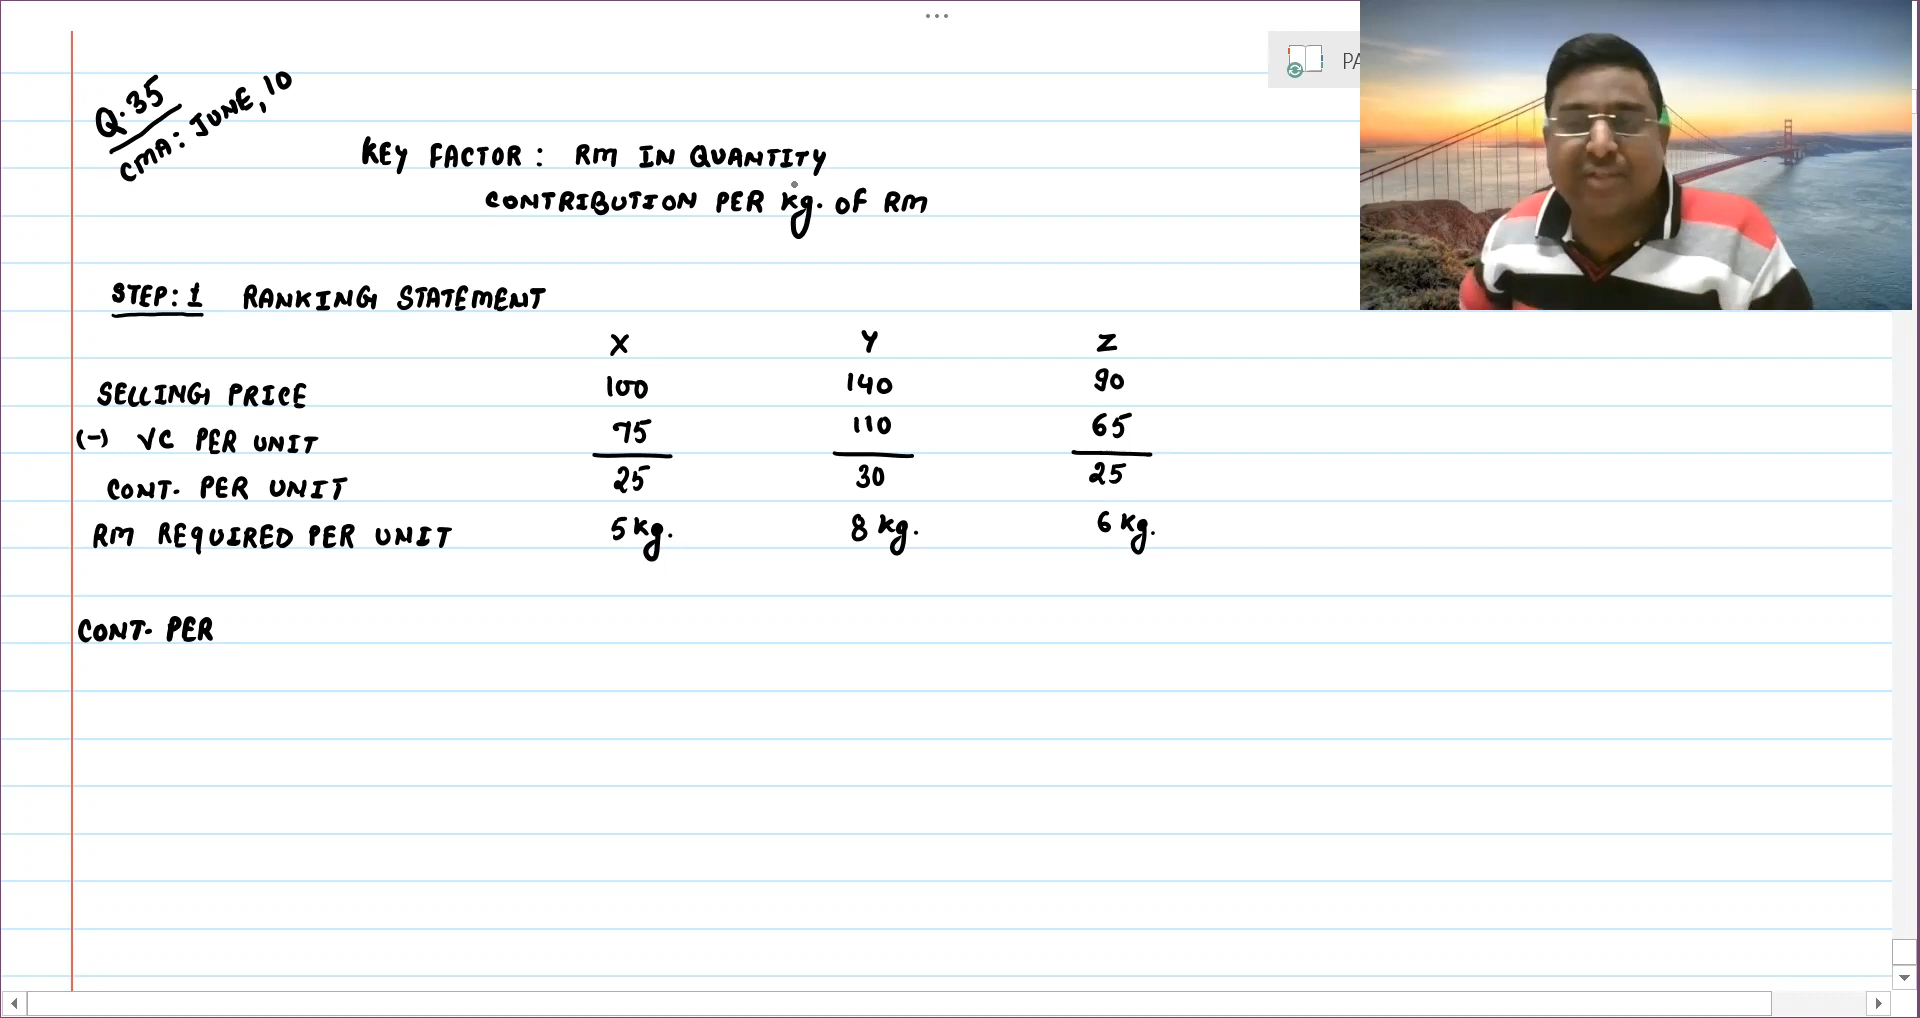 Q.35
CMA: JUNE, 10
PA
KEY FACTOR: RM IN QUANTITY
CONTRIBUTION PER kg. OF RM
STEP: 1 RANKING STATEMENT
X Y Z
SELLING PRICE 100 140 90
(-) VC PER UNIT 75 110 65
CONT. PER UNIT 25 30 25
RM REQUIRED PER UNIT 5 kg. 8 kg. 6 kg.
CONT. PER